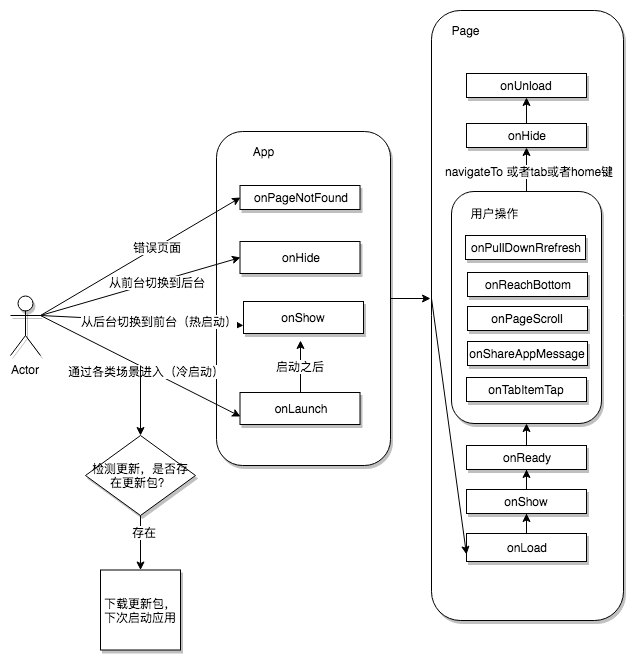 Page
onUnload
onHide
navigateTo 或者tab或者home键
用户操作
onPullDownRrefresh
onReachBottom
onPageScroll
onShareAppMessage
onTabItemTap
onReady
onShow
onLoad
App
onPageNotFound
onHide
onShow
启动之后
onLaunch
错误页面
从前台切换到后台
从后台切换到前台（热启动）
通过各类场景进入（冷启动）
Actor
检测更新，是否存
在更新包？
存在
下载更新包，
下次启动应用